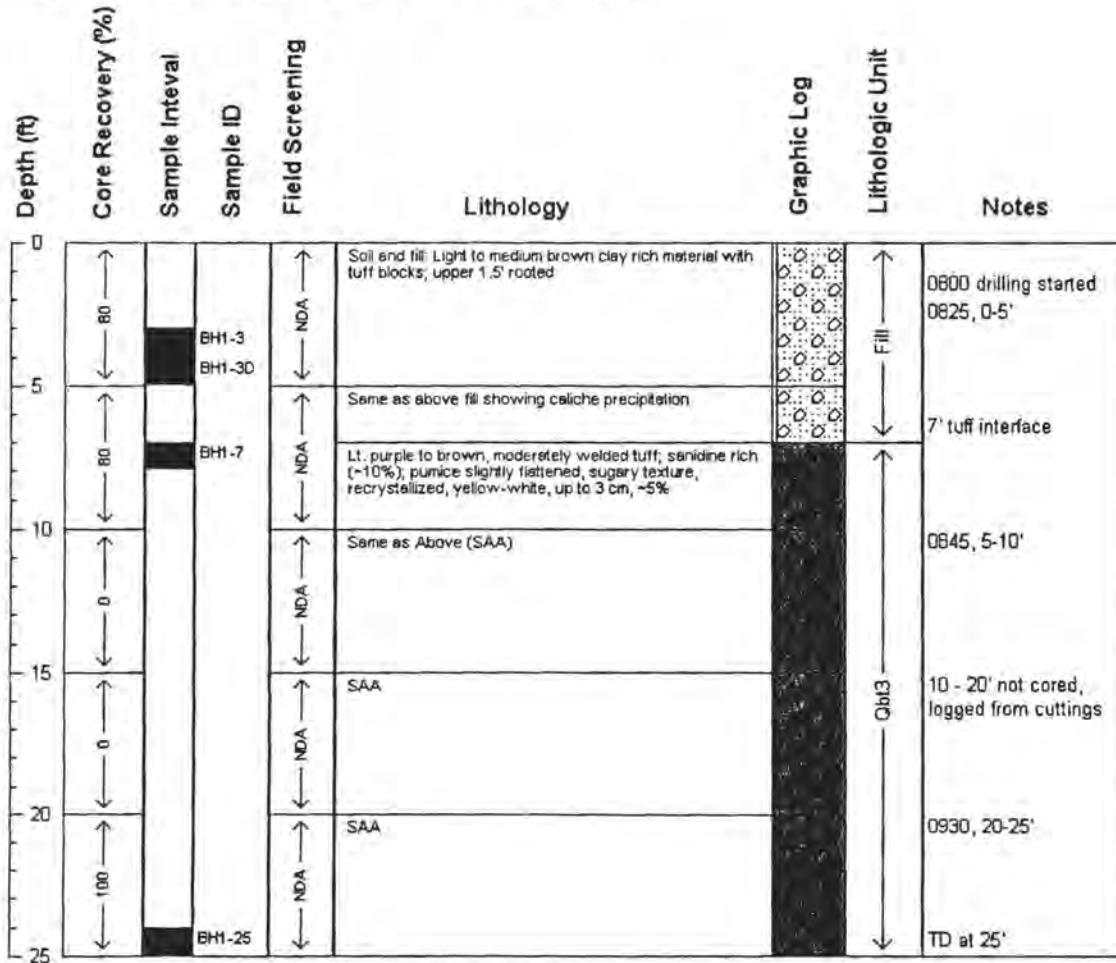 Depth (ft)
Core Recovery (%)
Sample Inteval
Sample ID
Field Screening
Lithology
Graphic Log
Lithologic Unit
Notes
0
80
NDA
Soil and fill: Light to medium brown clay rich material with
tuff blocks; upper 1.5' rooted
Fill
0800 drilling started
0825, 0-5'
BH1-3
BH1-3D
5
80
NDA
Same as above fill showing caliche precipitation
7' tuff interface
BH1-7
Lt. purple to brown, moderately welded tuff; sanidine rich
(~10%); pumice slightly flattened, sugary texture,
recrystallized, yellow-white, up to 3 cm, ~5%
10
0
NDA
Same as Above (SAA)
0845, 5-10'
15
0
NDA
SAA
Qbt3
10 - 20' not cored,
logged from cuttings
20
100
NDA
SAA
0930, 20-25'
BH1-25
TD at 25'
25